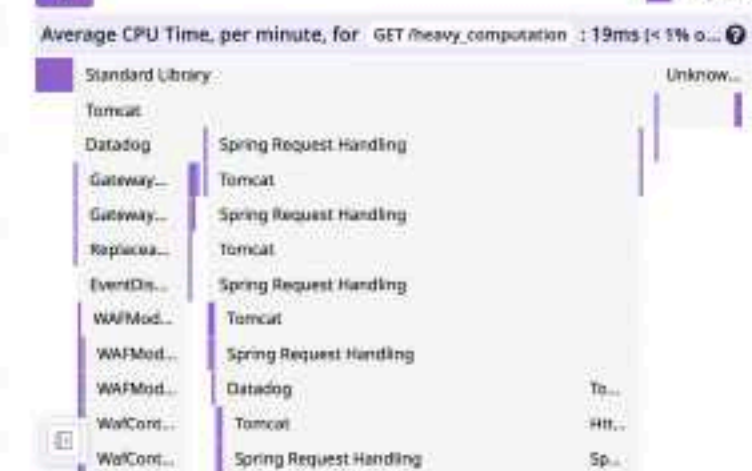 Average CPU Time, per minute, for GET /heavy_computation : 19ms (< 1% o...
Standard Library Unknow...
Tomcat
Datadog Spring Request Handling
Gateway... Tomcat
Gateway... Spring Request Handling
Replacea... Tomcat
EventDis... Spring Request Handling
WAFMod... Tomcat
WAFMod... Spring Request Handling
WAFMod... Datadog To...
WafCont... Tomcat Htt...
WafCont... Spring Request Handling Sp...